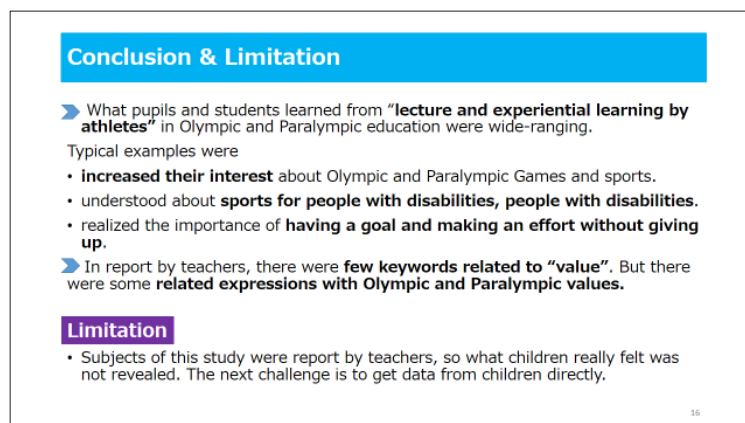 Conclusion & Limitation
What pupils and students learned from “lecture and experiential learning by
athletes” in Olympic and Paralympic education were wide-ranging.
Typical examples were
• increased their interest about Olympic and Paralympic Games and sports.
• understood about sports for people with disabilities, people with disabilities.
• realized the importance of having a goal and making an effort without giving
up.
In report by teachers, there were few keywords related to “value”. But there
were some related expressions with Olympic and Paralympic values.
Limitation
• Subjects of this study were report by teachers, so what children really felt was
not revealed. The next challenge is to get data from children directly.
16